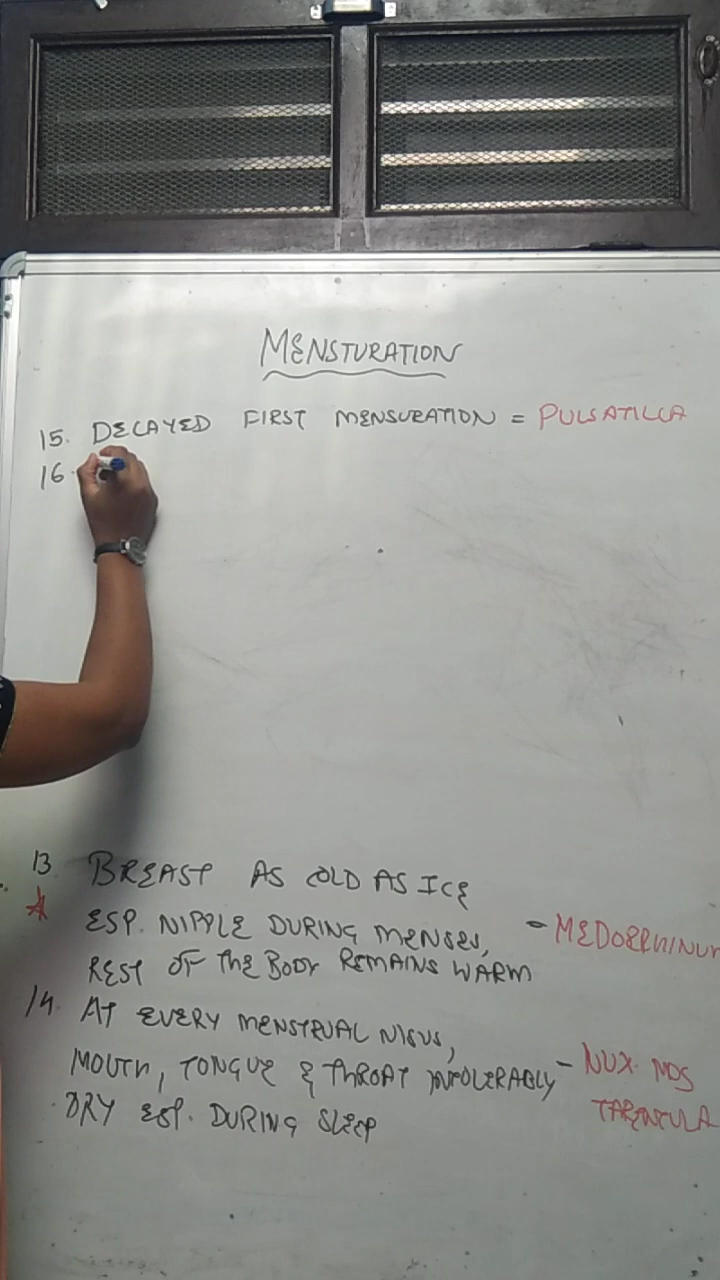 MENSTURATION
15. DECAYED FIRST MENSURATION = PULSATILLA
16.
13 BREAST AS COLD AS ICE
ESP. NIPPLE DURING MENSES, - MEDORRHINUM
REST OF THE BODY REMAINS WARM
14. AT EVERY MENSTRUAL NISUS,
MOUTH, TONGUE & THROAT INTOLERABLY - NUX. MOS
DRY ESP. DURING SLEEP TARENTULA